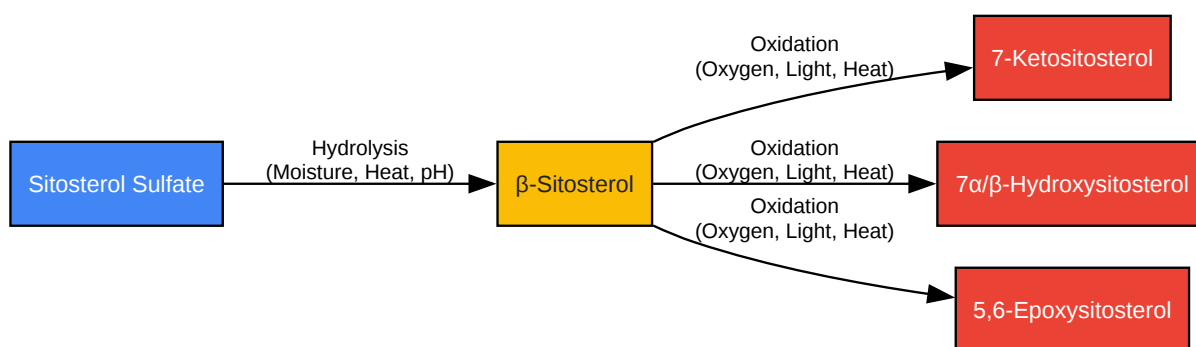 Sitosterol Sulfate
Hydrolysis
(Moisture, Heat, pH)
β-Sitosterol
Oxidation
(Oxygen, Light, Heat)
7-Ketositosterol
Oxidation
(Oxygen, Light, Heat)
7α/β-Hydroxysitosterol
Oxidation
(Oxygen, Light, Heat)
5,6-Epoxysitosterol